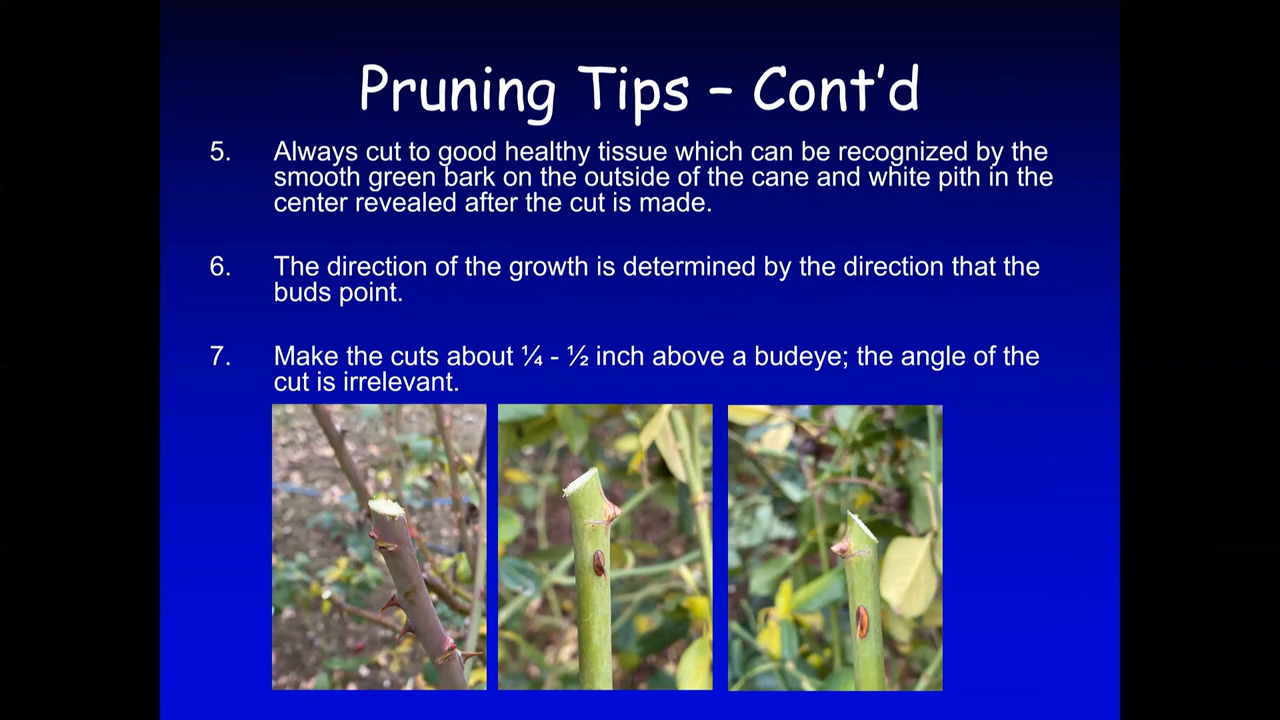 Pruning Tips – Cont'd
5. Always cut to good healthy tissue which can be recognized by the
smooth green bark on the outside of the cane and white pith in the
center revealed after the cut is made.
6. The direction of the growth is determined by the direction that the
buds point.
7. Make the cuts about ¼ - ½ inch above a budeye; the angle of the
cut is irrelevant.